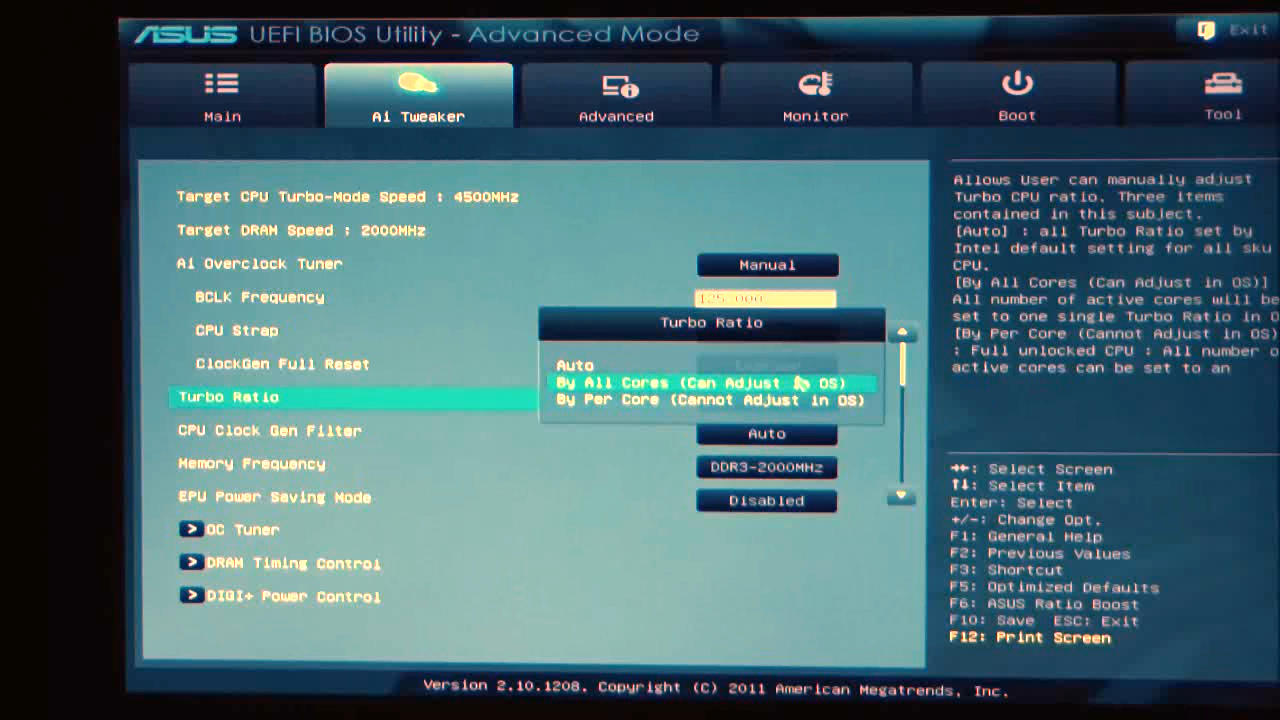 ASUS UEFI BIOS Utility - Advanced Mode
Exit
Main
Ai Tweaker
Advanced
Monitor
Boot
Tool
Target CPU Turbo-Mode Speed : 4500MHz
Target DRAM Speed : 2000MHz
Ai Overclock Tuner
Manual
BCLK Frequency
125.000
CPU Strap
ClockGen Full Reset
Turbo Ratio
Turbo Ratio
Auto
By All Cores (Can Adjust in OS)
By Per Core (Cannot Adjust in OS)
CPU Clock Gen Filter
Auto
Memory Frequency
DDR3-2000MHz
EPU Power Saving Mode
Disabled
> OC Tuner
> DRAM Timing Control
> DIGI+ Power Control
Allows User can manually adjust
Turbo CPU ratio. Three items
contained in this subject.
[Auto] : all Turbo Ratio set by
Intel default setting for all sku
CPU.
[By All Cores (Can Adjust in OS)]
All number of active cores will be
set to one single Turbo Ratio in O
[By Per Core (Cannot Adjust in OS)
: Full unlocked CPU : All number o
active cores can be set to an
→←: Select Screen
↑↓: Select Item
Enter: Select
+/-: Change Opt.
F1: General Help
F2: Previous Values
F3: Shortcut
F5: Optimized Defaults
F6: ASUS Ratio Boost
F10: Save ESC: Exit
F12: Print Screen
Version 2.10.1208. Copyright (C) 2011 American Megatrends, Inc.